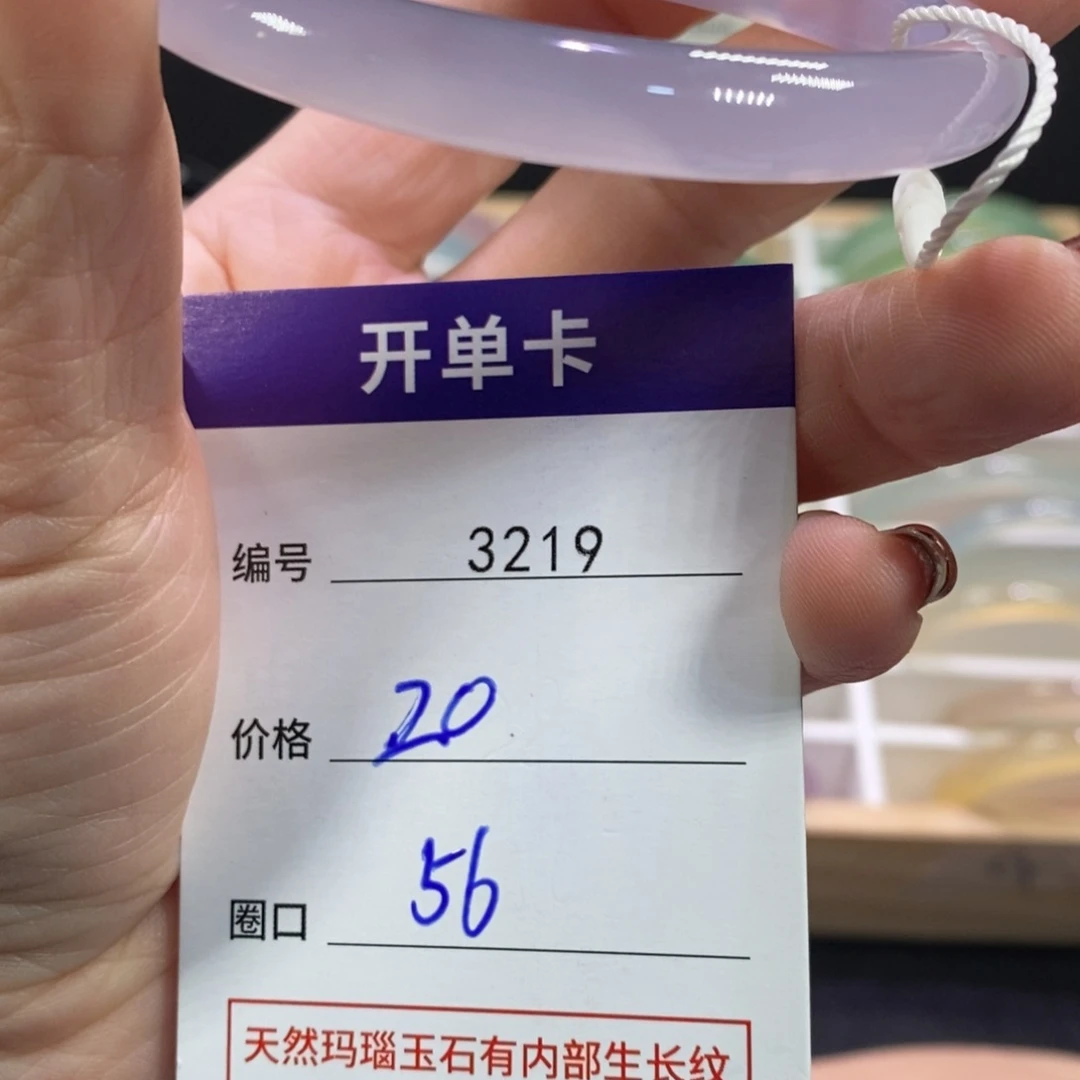 开单卡
编号 3219
价格 20
圈口 56
天然玛瑙玉石有内部生长纹